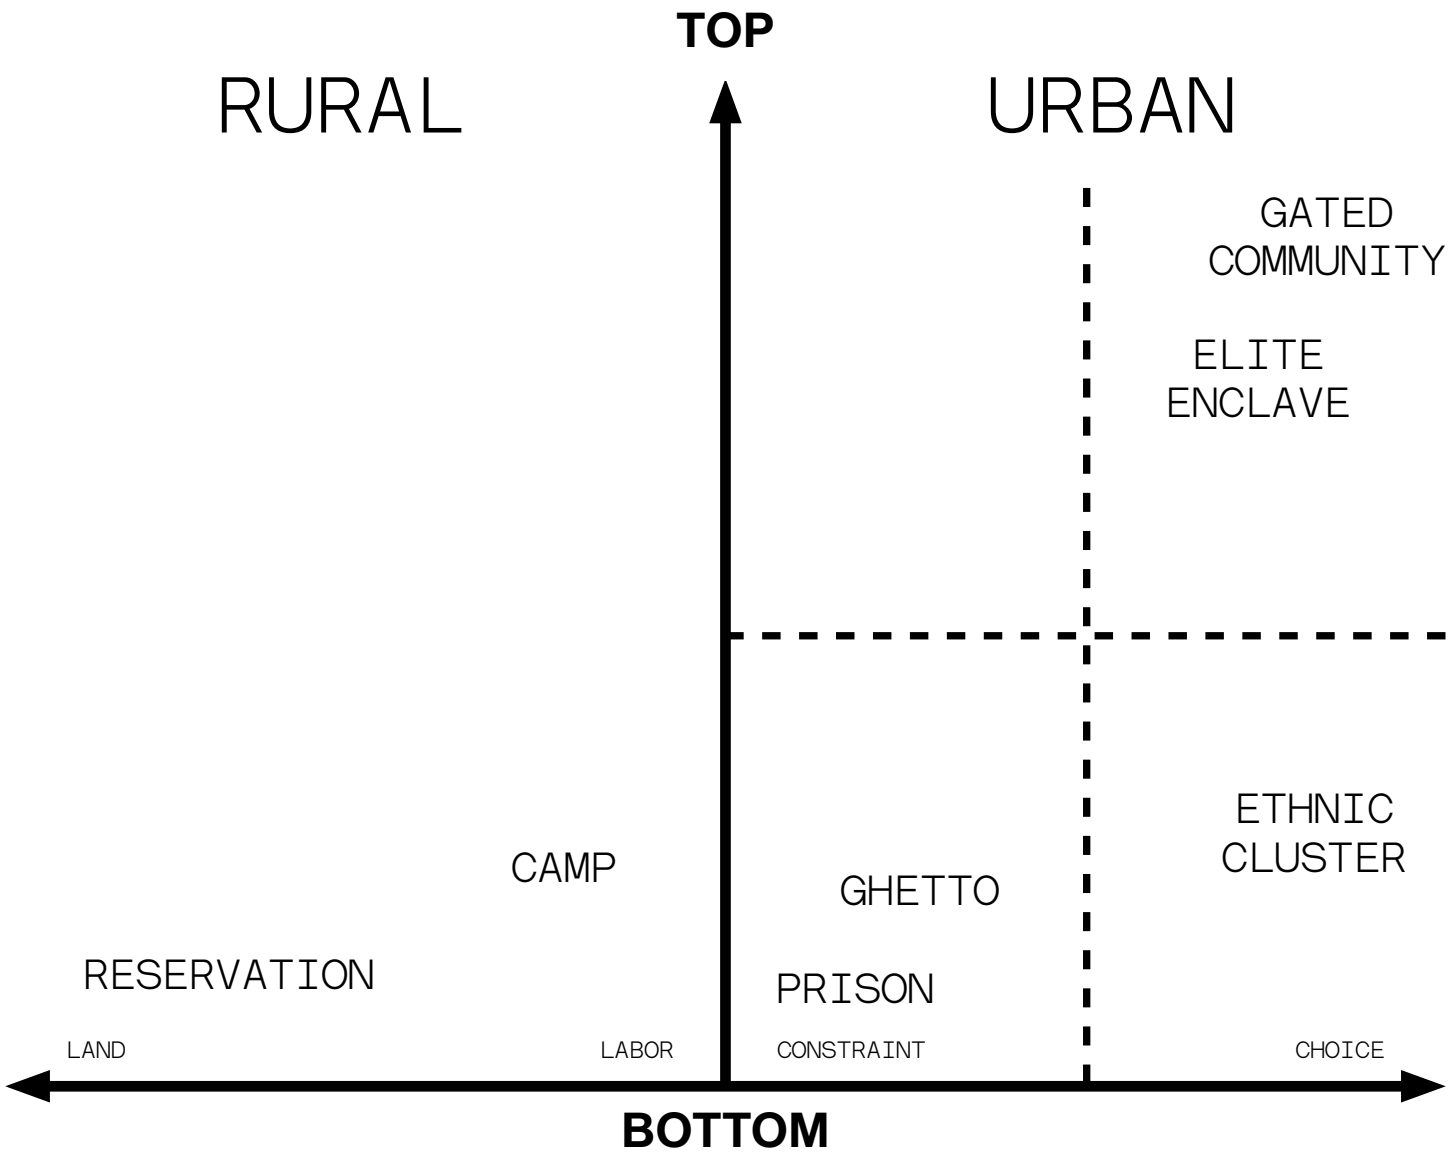 TOP
RURAL
URBAN
GATED
COMMUNITY
ELITE
ENCLAVE
ETHNIC
CLUSTER
CAMP
GHETTO
RESERVATION
PRISON
LAND
LABOR
CONSTRAINT
CHOICE
BOTTOM